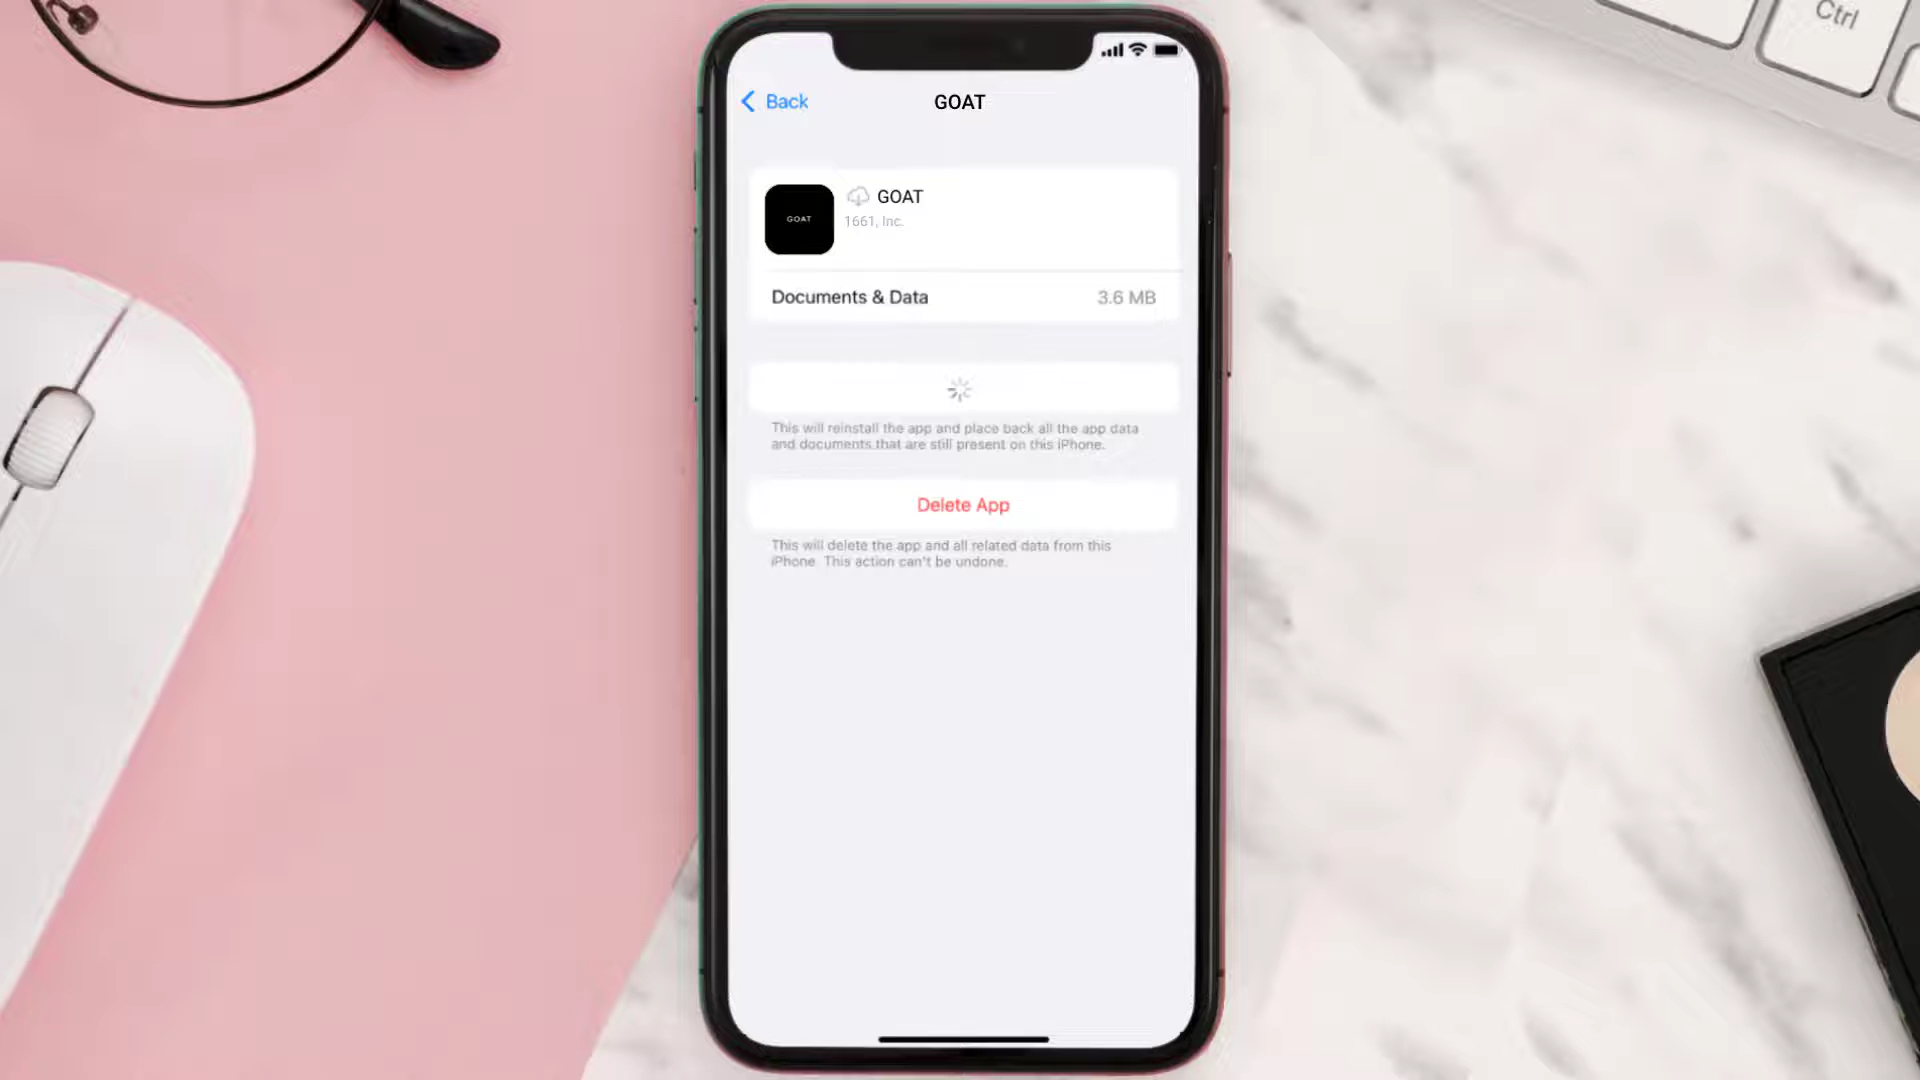 Ctrl
Back
GOAT
GOAT
GOAT
1661, Inc.
Documents & Data
3.6 MB
This will reinstall the app and place back all the app data
and documents that are still present on this iPhone.
Delete App
This will delete the app and all related data from this
iPhone. This action can't be undone.